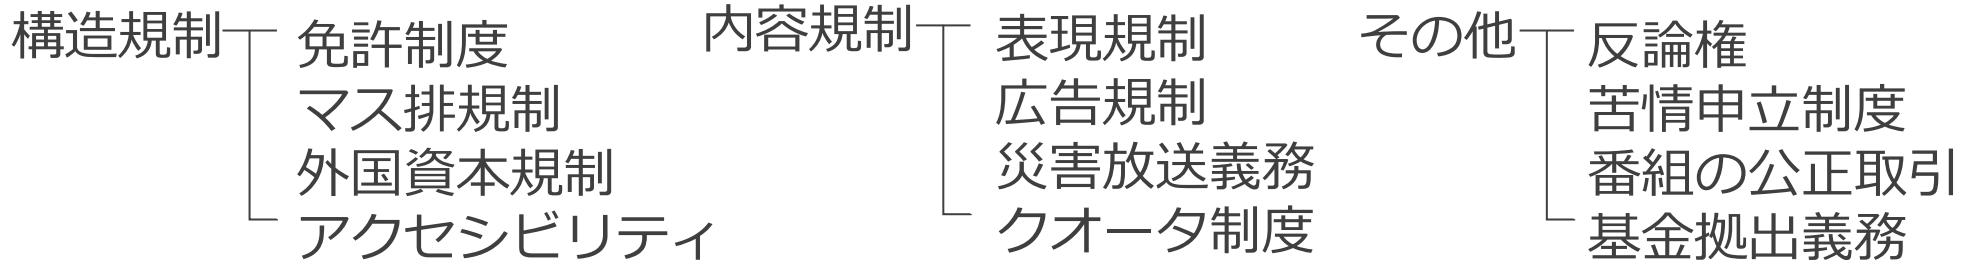 構造規制
免許制度
マス排規制
外国資本規制
アクセシビリティ
内容規制
表現規制
広告規制
災害放送義務
クオータ制度
その他
反論権
苦情申立制度
番組の公正取引
基金拠出義務